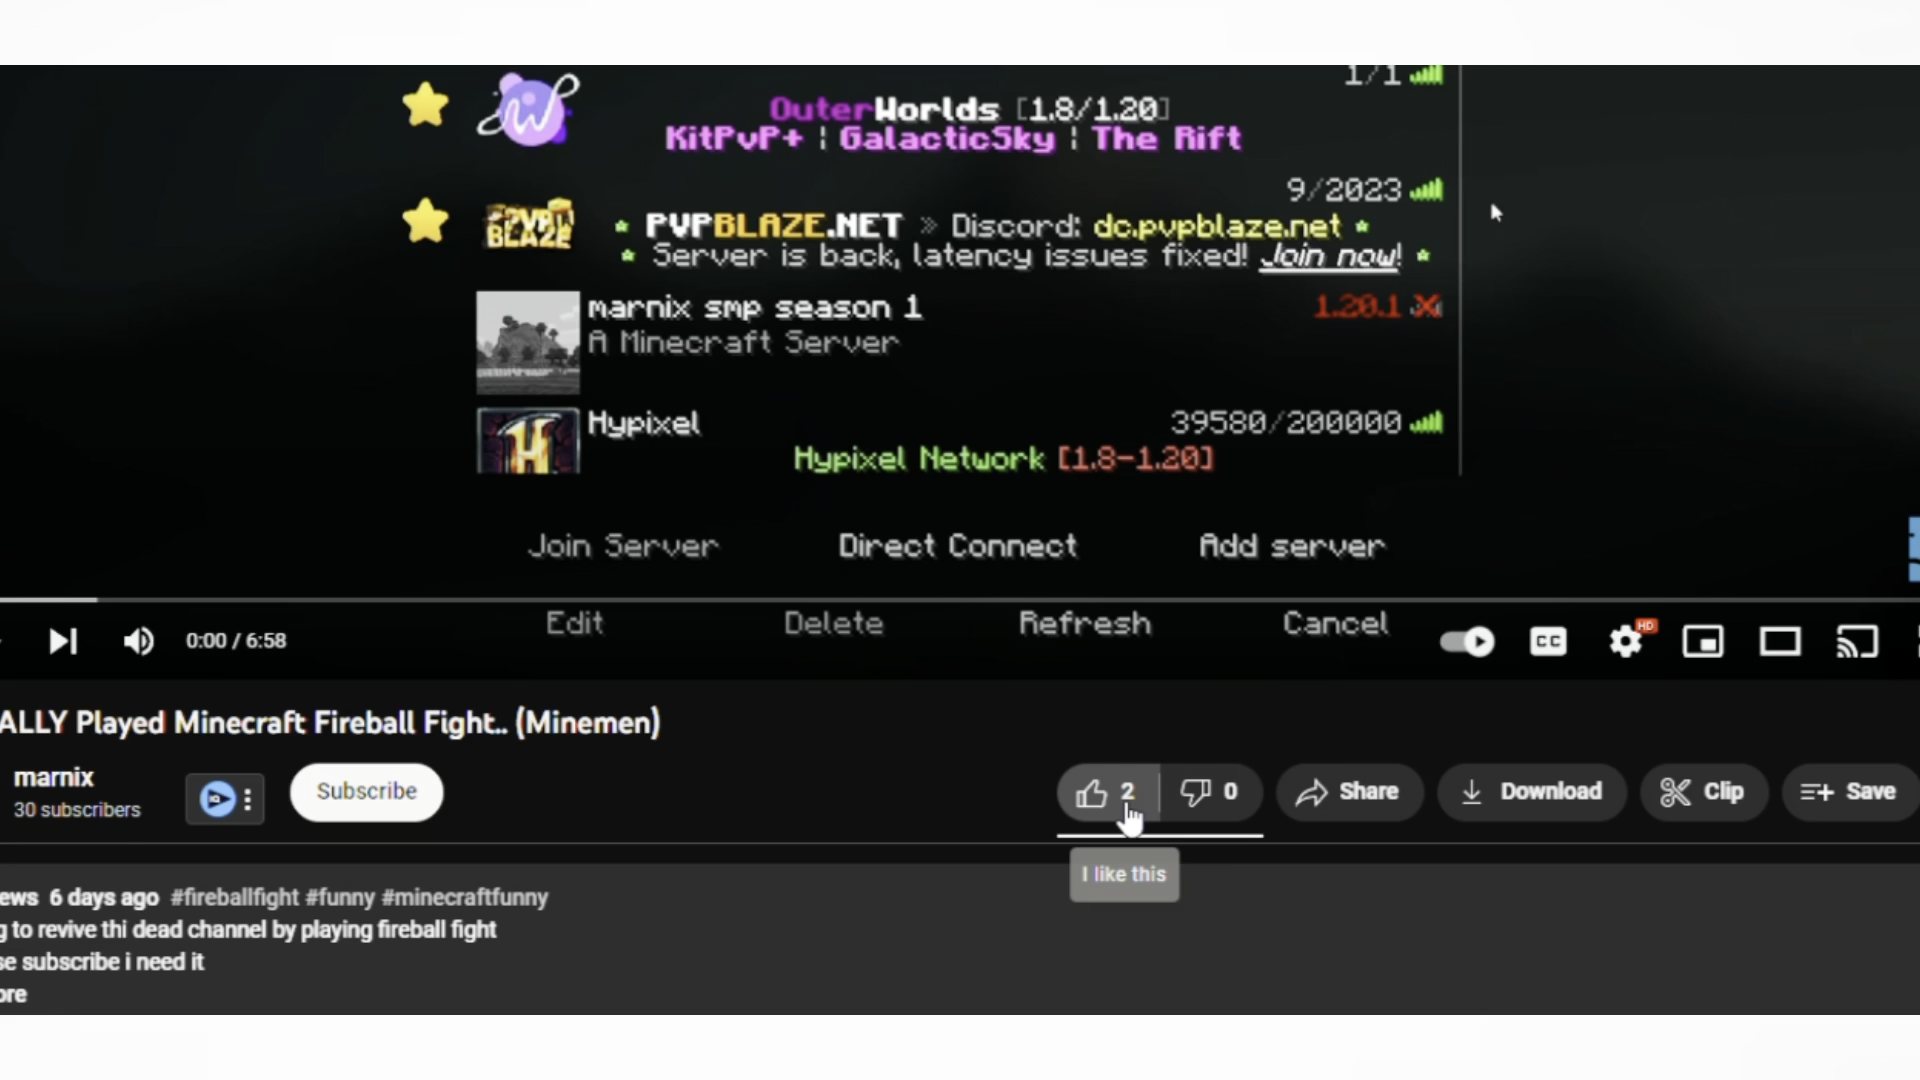 1/1
OuterWorlds [1.8/1.20]
KitPvP+ | GalacticSky | The Rift
9/2023
PVP BLAZE
PVPBLAZE.NET » Discord: dc.pvpblaze.net
Server is back, latency issues fixed! Join now!
marnix smp season 1
1.20.1
A Minecraft Server
Hypixel
39580/200000
Hypixel Network [1.8-1.20]
Join Server
Direct Connect
Add server
Edit
Delete
Refresh
Cancel
0:00 / 6:58
CC
HD
ALLY Played Minecraft Fireball Fight.. (Minemen)
marnix
30 subscribers
Subscribe
2
0
Share
Download
Clip
Save
I like this
ews 6 days ago #fireballfight #funny #minecraftfunny
g to revive thi dead channel by playing fireball fight
se subscribe i need it
ore